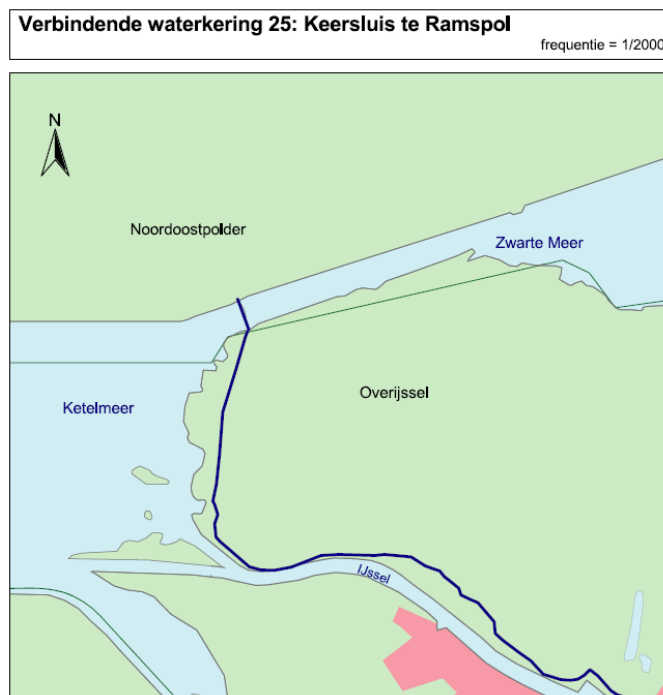 Verbindende waterkering 25: Keersluis te Ramspol
frequentie = 1/2000
N
Noordoostpolder
Zwarte Meer
Ketelmeer
Overijssel
IJssel